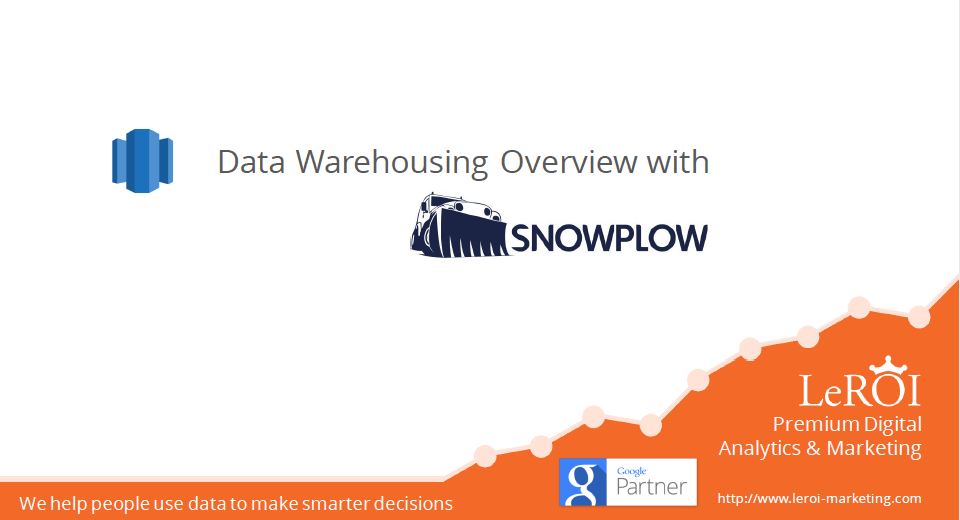 Data Warehousing Overview with
SNOWPLOW
LeROI
Premium Digital
Analytics & Marketing
g Google
Partner
http://www.leroi-marketing.com
We help people use data to make smarter decisions